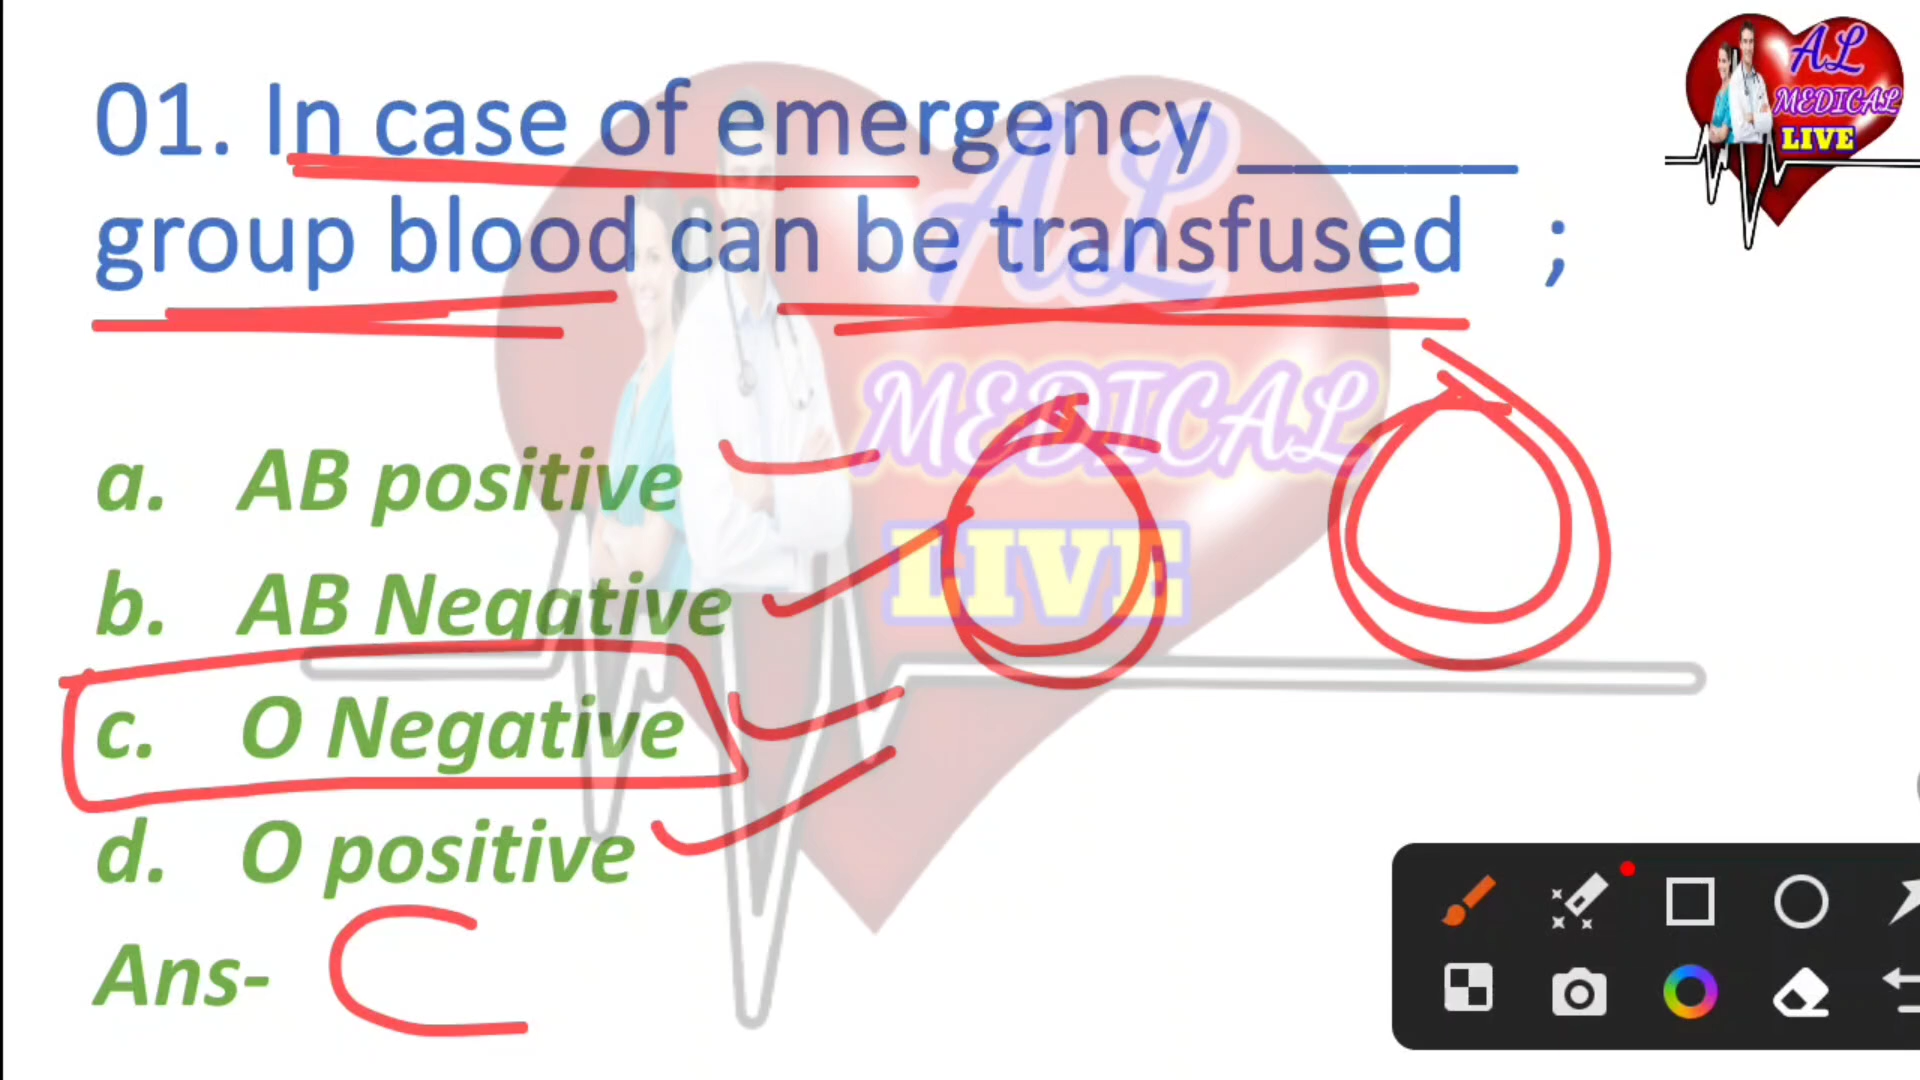 01. In case of emergency ______
group blood can be transfused ;
a. AB positive
b. AB Negative
c. O Negative
d. O positive
Ans- C
AL
MEDICAL
LIVE
AL
MEDICAL
LIVE